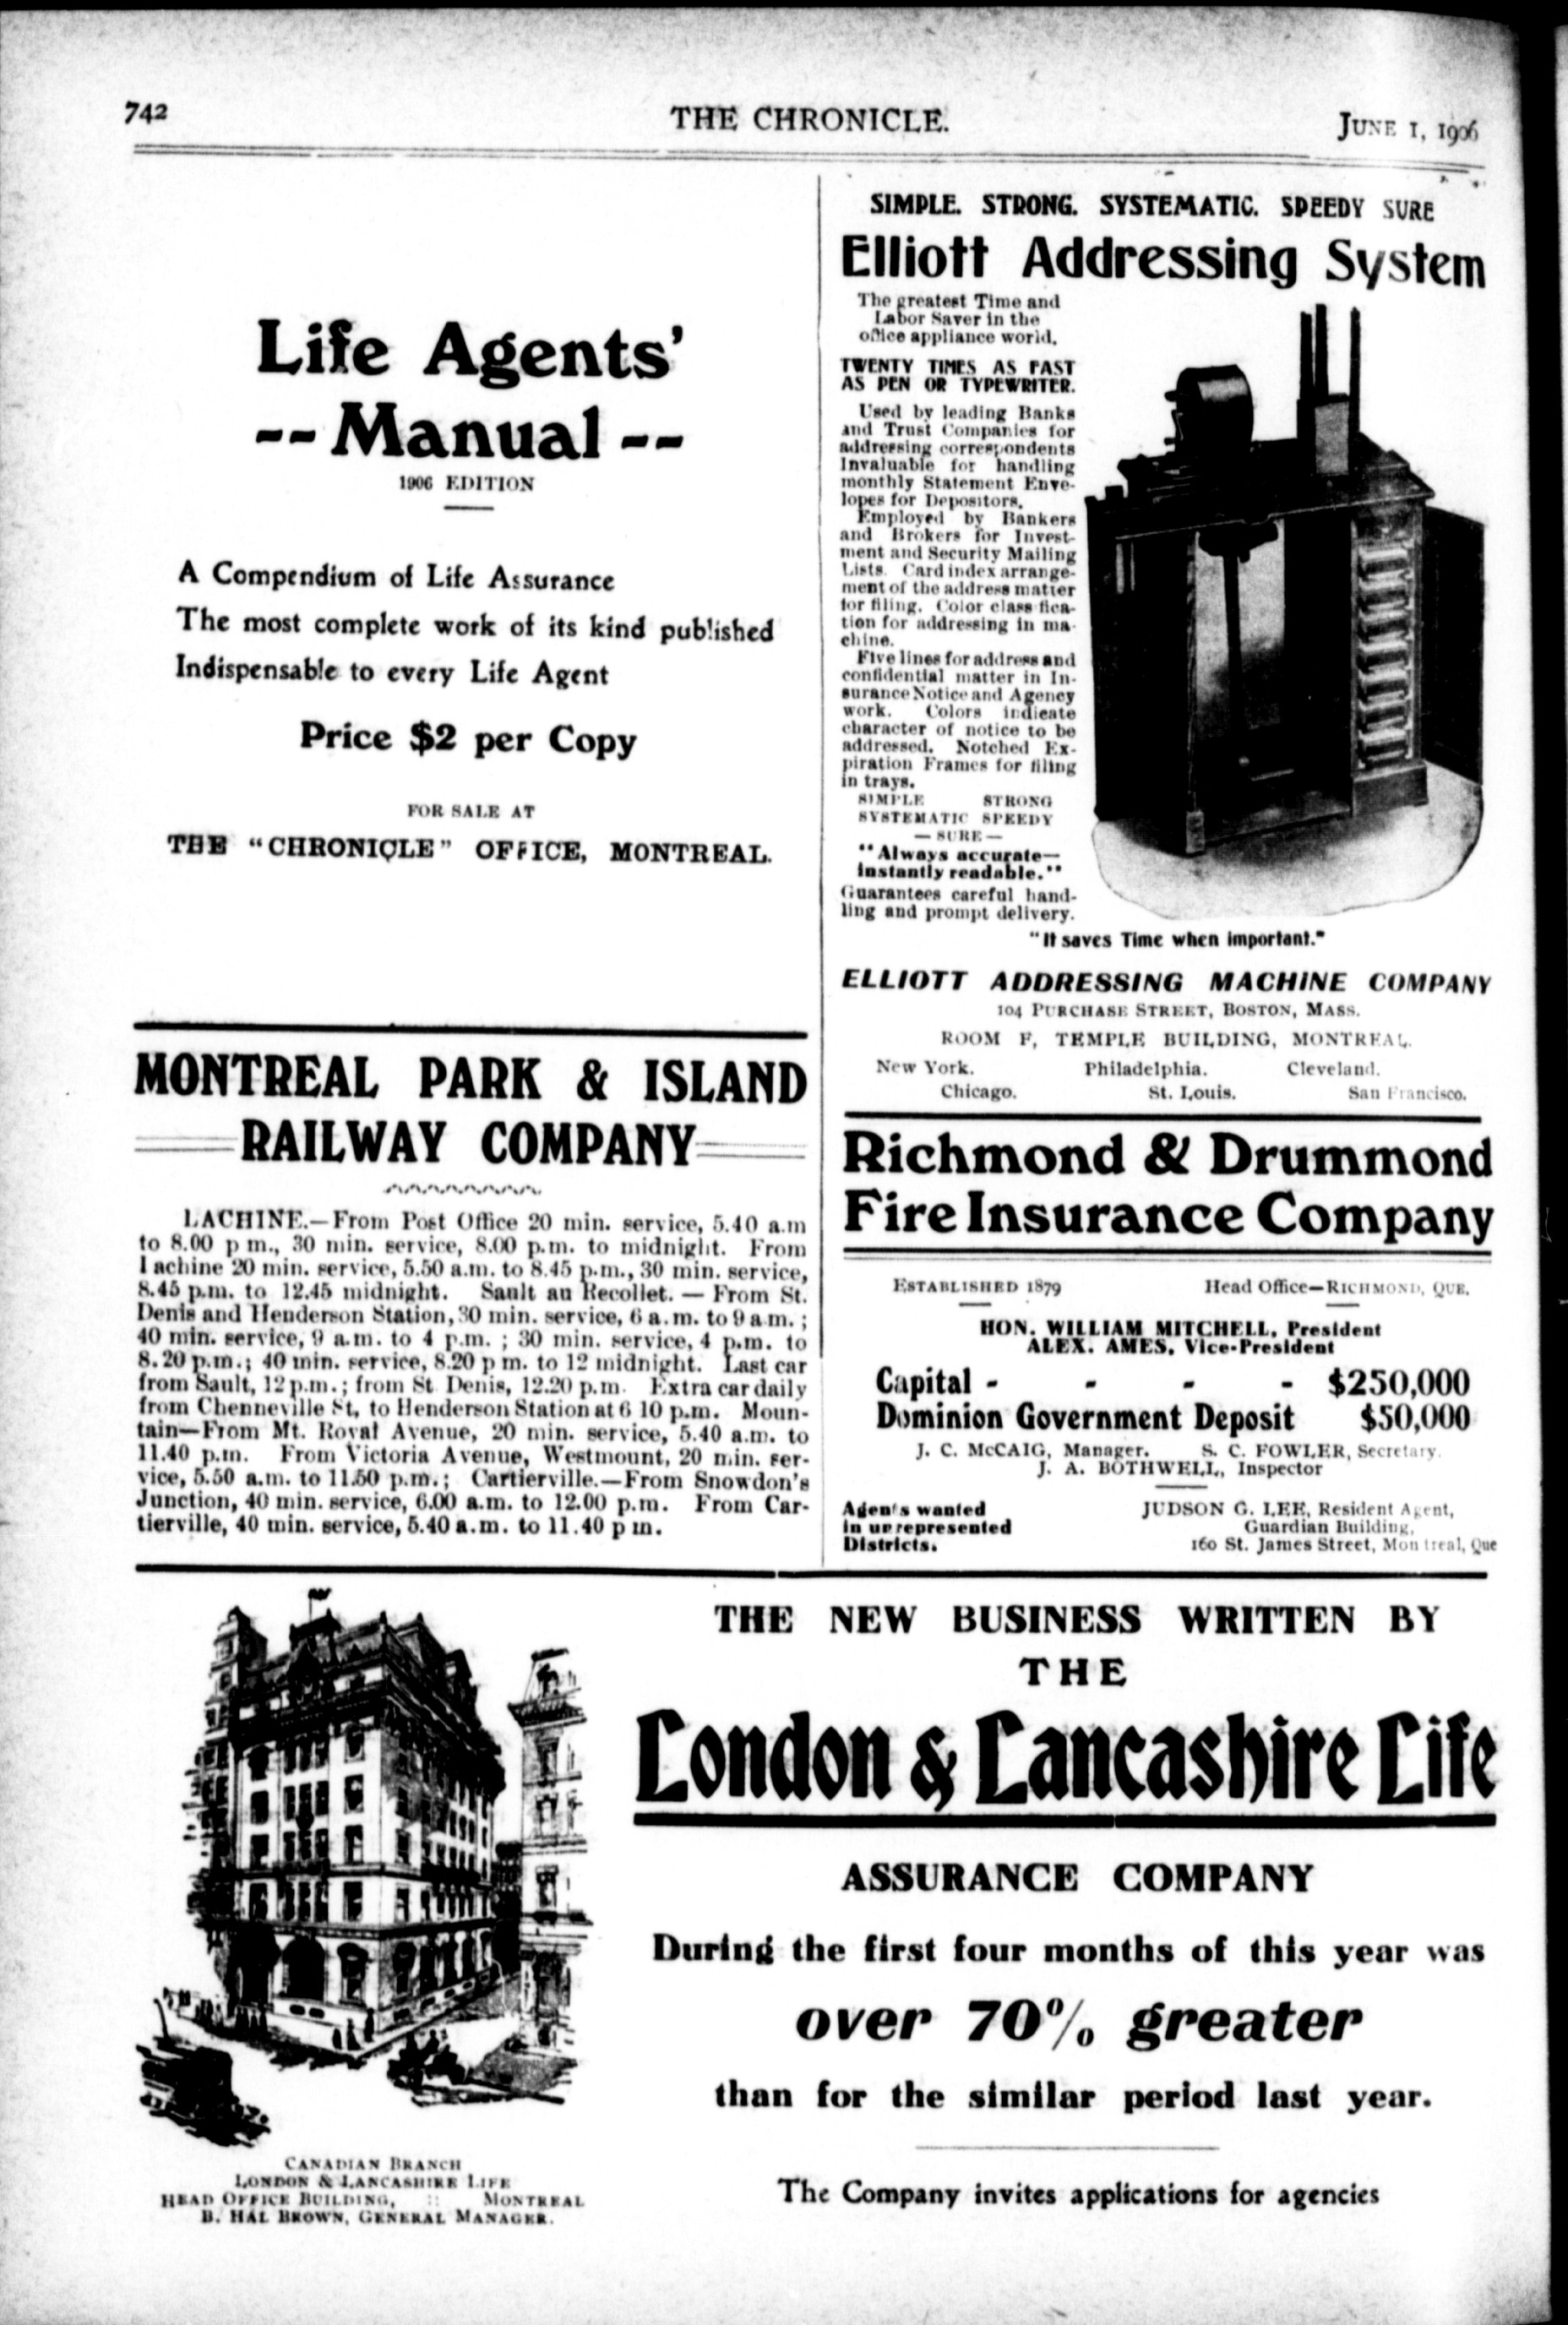 742
THE CHRONICLE.
JUNE 1, 1906
Life Agents'
-- Manual --
1906 EDITION
A Compendium of Life Assurance
The most complete work of its kind published
Indispensable to every Life Agent
Price $2 per Copy
FOR SALE AT
THE "CHRONICLE" OFFICE, MONTREAL.
MONTREAL PARK & ISLAND
RAILWAY COMPANY
LACHINE.—From Post Office 20 min. service, 5.40 a.m
to 8.00 p m., 30 min. service, 8.00 p.m. to midnight. From
Lachine 20 min. service, 5.50 a.m. to 8.45 p.m., 30 min. service,
8.45 p.m. to 12.45 midnight. Sault au Recollet. — From St.
Denis and Henderson Station, 30 min. service, 6 a.m. to 9 a.m. ;
40 min. service, 9 a.m. to 4 p.m. ; 30 min. service, 4 p.m. to
8.20 p.m.; 40 min. service, 8.20 p m. to 12 midnight. Last car
from Sault, 12 p.m.; from St Denis, 12.20 p.m. Extra car daily
from Chenneville St, to Henderson Station at 6 10 p.m. Moun-
tain—From Mt. Royal Avenue, 20 min. service, 5.40 a.m. to
11.40 p.m. From Victoria Avenue, Westmount, 20 min. ser-
vice, 5.50 a.m. to 11.50 p.m.; Cartierville.—From Snowdon's
Junction, 40 min. service, 6.00 a.m. to 12.00 p.m. From Car-
tierville, 40 min. service, 5.40 a.m. to 11.40 p m.
SIMPLE. STRONG. SYSTEMATIC. SPEEDY SURE
Elliott Addressing System
The greatest Time and
Labor Saver in the
office appliance world.
TWENTY TIMES AS FAST
AS PEN OR TYPEWRITER.
Used by leading Banks
and Trust Companies for
addressing correspondents
Invaluable for handling
monthly Statement Enve-
lopes for Depositors.
Employed by Bankers
and Brokers for Invest-
ment and Security Mailing
Lists. Card index arrange-
ment of the address matter
for filing. Color class fica-
tion for addressing in ma-
chine.
Five lines for address and
confidential matter in In-
surance Notice and Agency
work. Colors indicate
character of notice to be
addressed. Notched Ex-
piration Frames for filing
in trays.
SIMPLE STRONG
SYSTEMATIC SPEEDY
— SURE —
"Always accurate—
instantly readable."
Guarantees careful hand-
ling and prompt delivery.
"It saves Time when important."
ELLIOTT ADDRESSING MACHINE COMPANY
104 PURCHASE STREET, BOSTON, MASS.
ROOM F, TEMPLE BUILDING, MONTREAL.
New York. Philadelphia. Cleveland.
Chicago. St. Louis. San Francisco.
Richmond & Drummond
Fire Insurance Company
ESTABLISHED 1879 Head Office—RICHMOND, QUE.
HON. WILLIAM MITCHELL, President
ALEX. AMES, Vice-President
Capital - - - - $250,000
Dominion Government Deposit $50,000
J. C. McCAIG, Manager. S. C. FOWLER, Secretary.
J. A. BOTHWELL, Inspector
Agents wanted
in unrepresented
Districts.
JUDSON G. LEE, Resident Agent,
Guardian Building,
160 St. James Street, Montreal, Que
THE NEW BUSINESS WRITTEN BY
THE
London & Lancashire Life
ASSURANCE COMPANY
During the first four months of this year was
over 70% greater
than for the similar period last year.
The Company invites applications for agencies
CANADIAN BRANCH
LONDON & LANCASHIRE LIFE
HEAD OFFICE BUILDING, :: MONTREAL
B. HAL BROWN, GENERAL MANAGER.